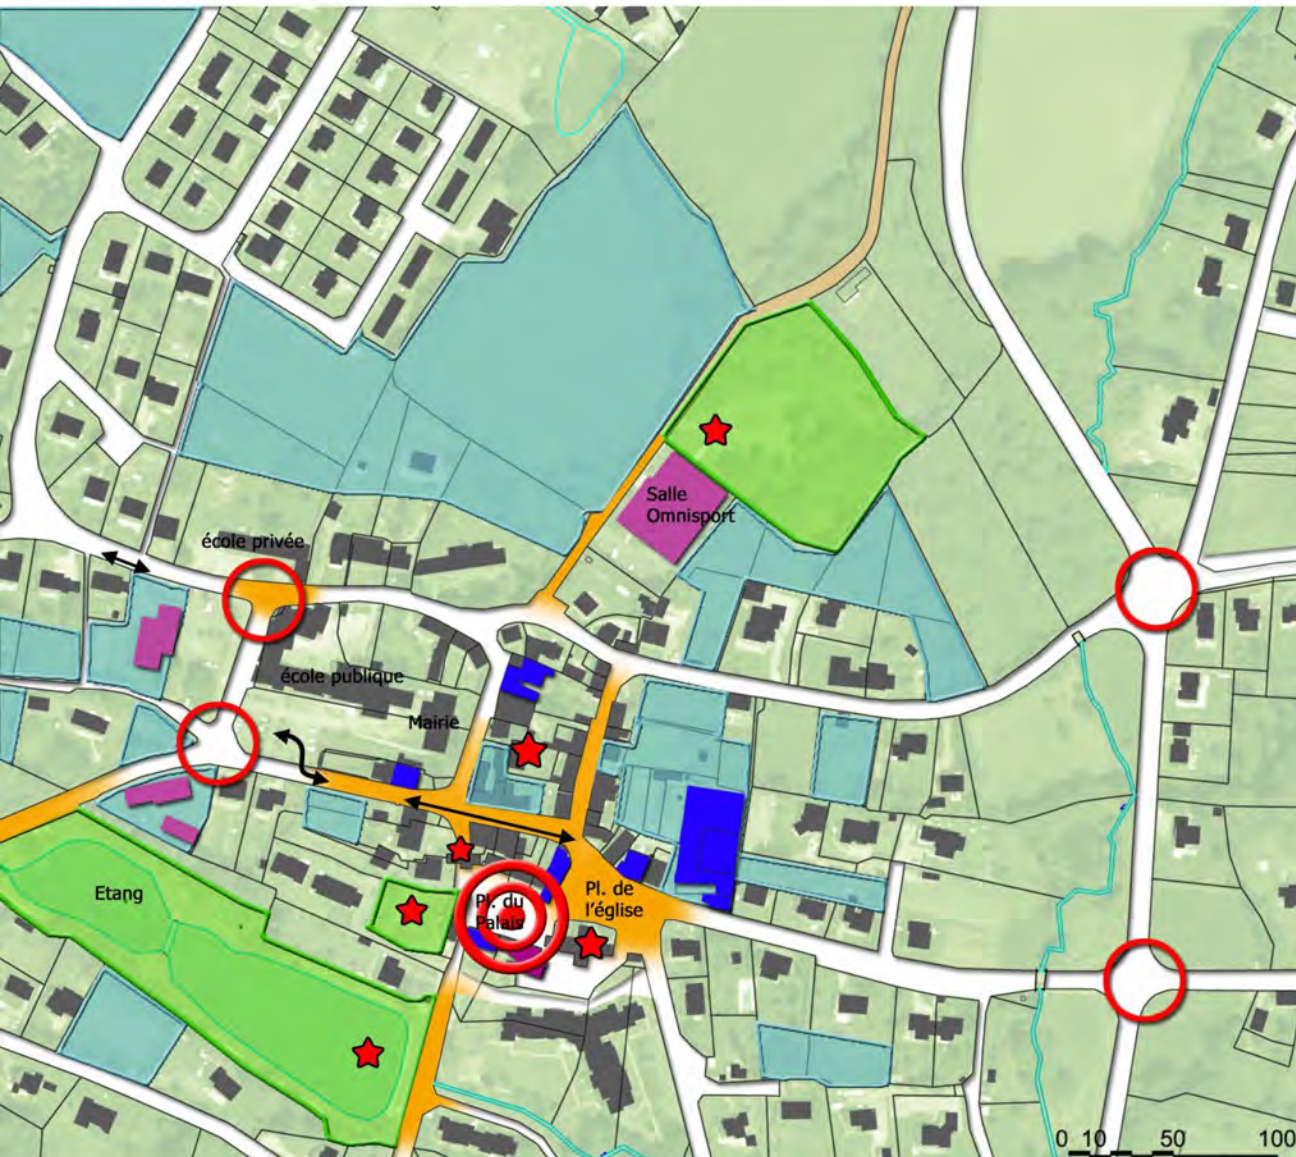 Salle
Omnisport
école privée
école publique
Mairie
Etang
Pl. du
Palais
Pl. de
l'église
0 10 50 100